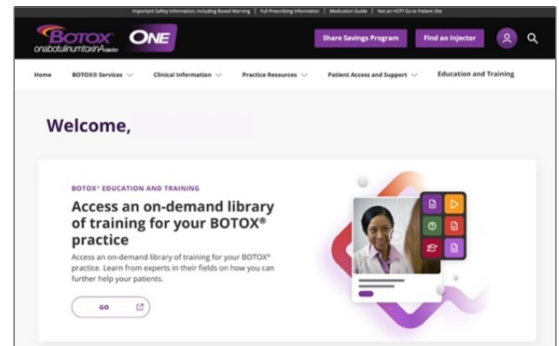 Important Safety Information, Including Boxed Warning | Full Prescribing Information | Medication Guide | Not an HCP? Go to Patient Site
BOTOX ONE
onabotulinumtoxinA
Share Savings Program
Find an Injector
Home
BOTOX® Services
Clinical Information
Practice Resources
Patient Access and Support
Education and Training
Welcome,
BOTOX® EDUCATION AND TRAINING
Access an on-demand library
of training for your BOTOX®
practice
Access an on-demand library of training for your BOTOX®
practice. Learn from experts in their fields on how you can
further help your patients.
GO